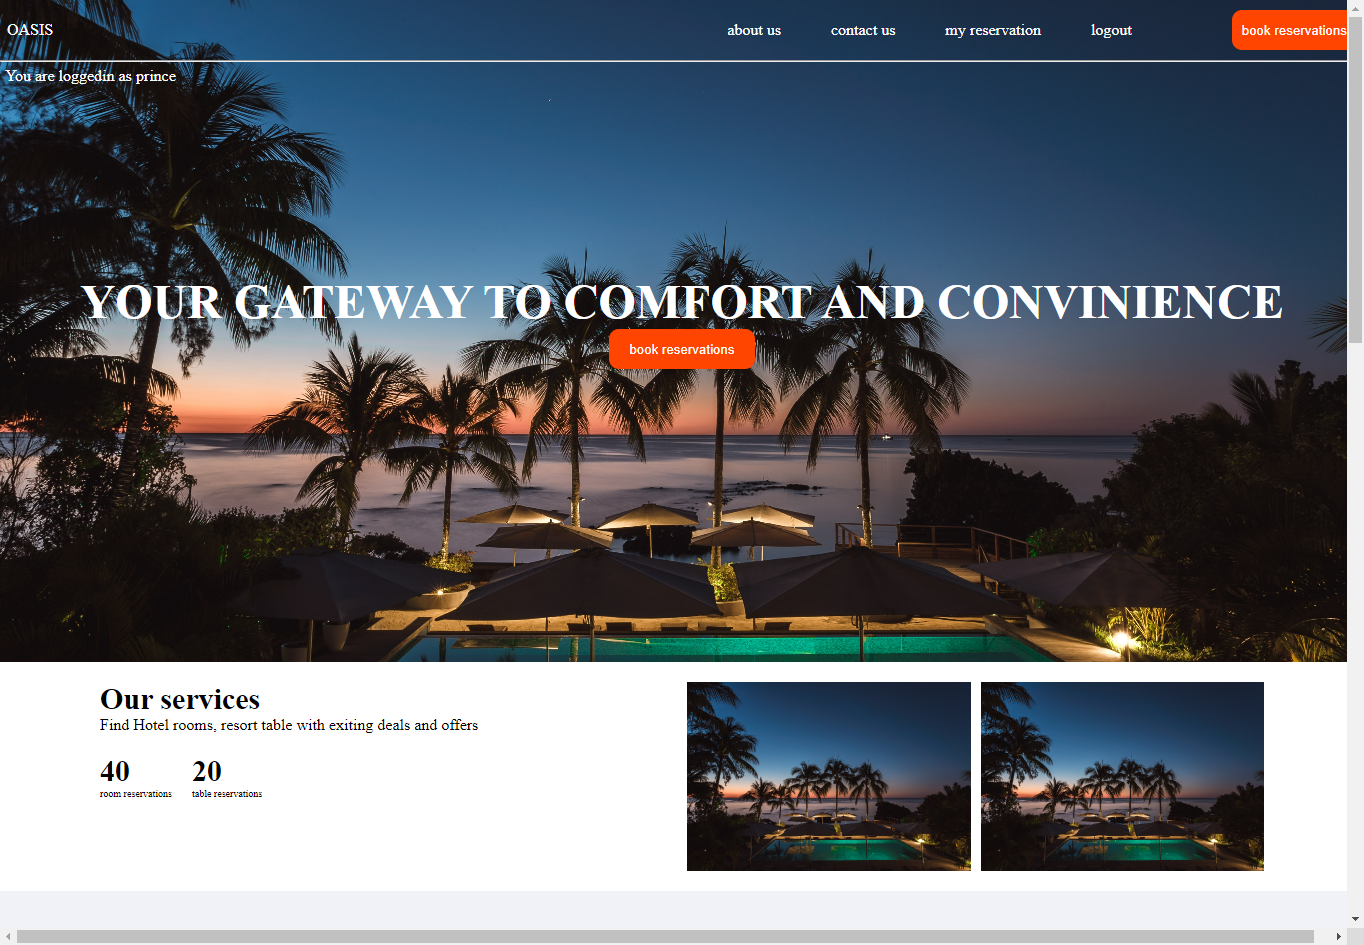 OASIS
about us
contact us
my reservation
logout
book reservations
You are loggedin as prince
YOUR GATEWAY TO COMFORT AND CONVINIENCE
book reservations
Our services
Find Hotel rooms, resort table with exiting deals and offers
40 20
room reservations table reservations